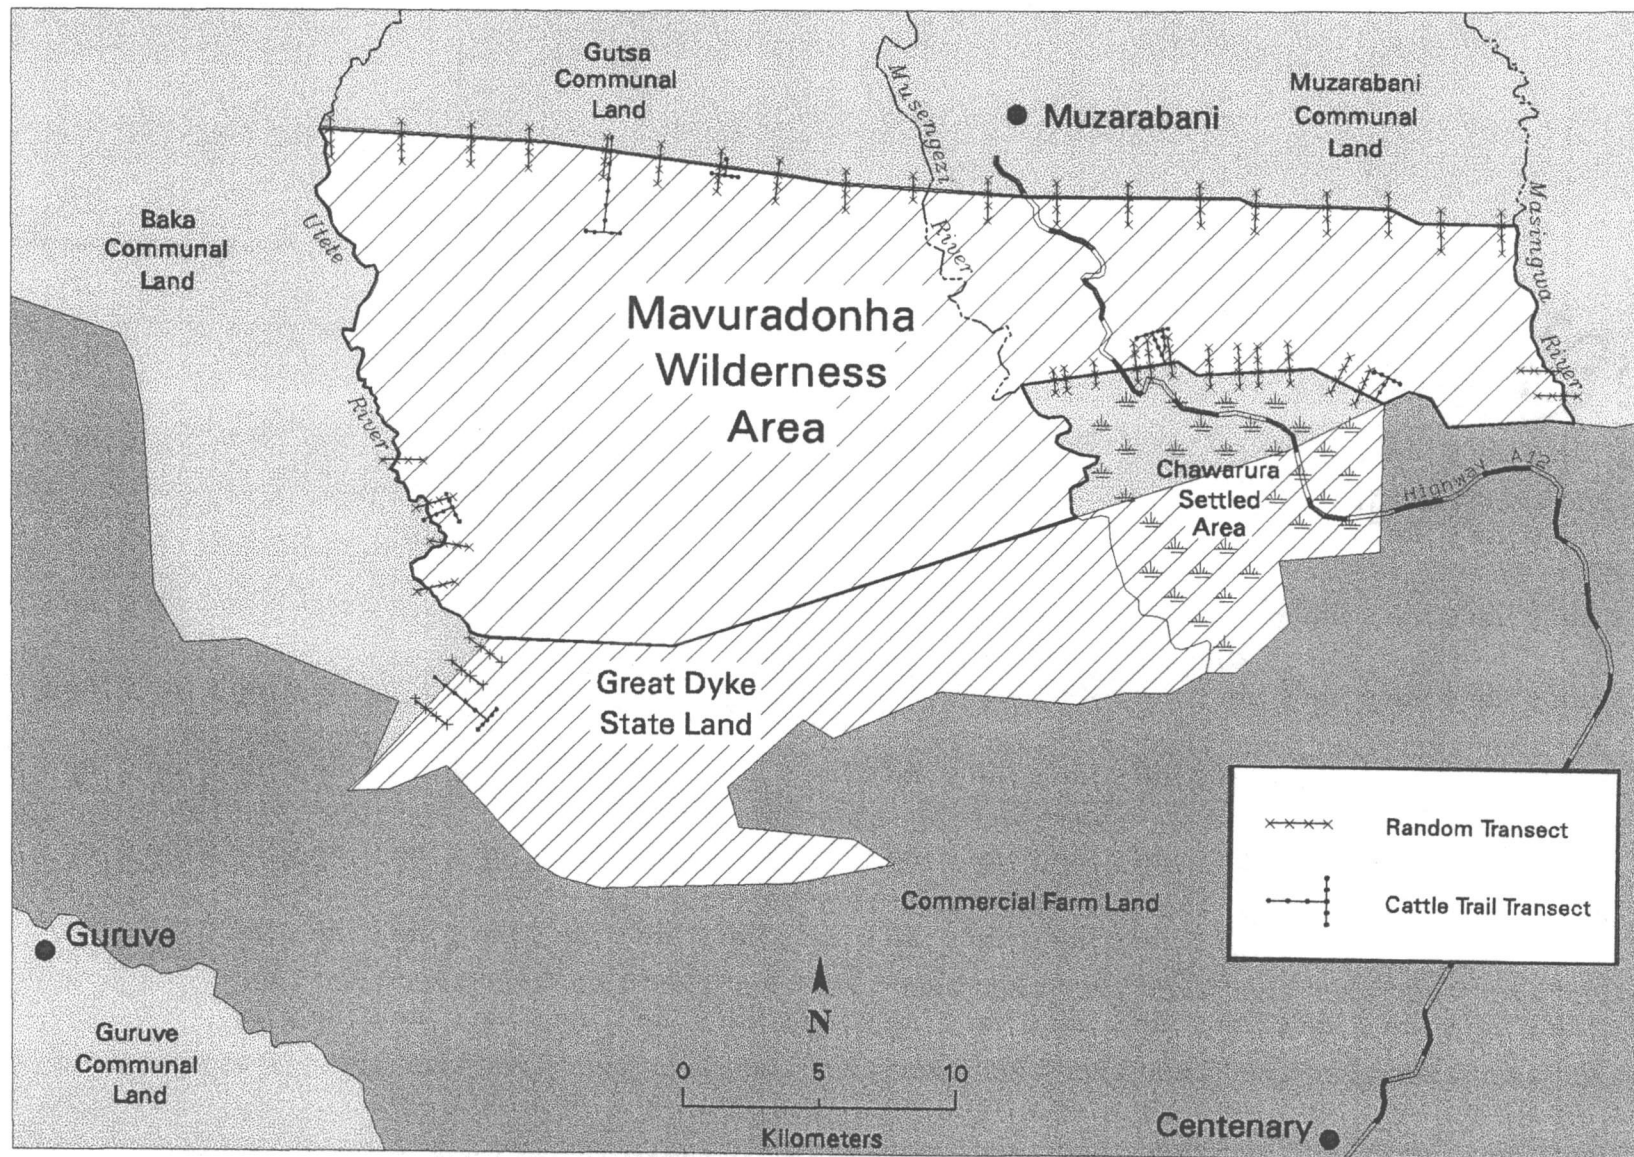 Gutsa
Communal
Land
Musengezi
River
Muzarabani
Muzarabani
Communal
Land
Masingwa
River
Baka
Communal
Land
Utete
River
Mavuradonha
Wilderness
Area
Chawarura
Settled
Area
Highway A12
Great Dyke
State Land
Random Transect
Cattle Trail Transect
Commercial Farm Land
Guruve
Guruve
Communal
Land
N
0 5 10
Kilometers
Centenary